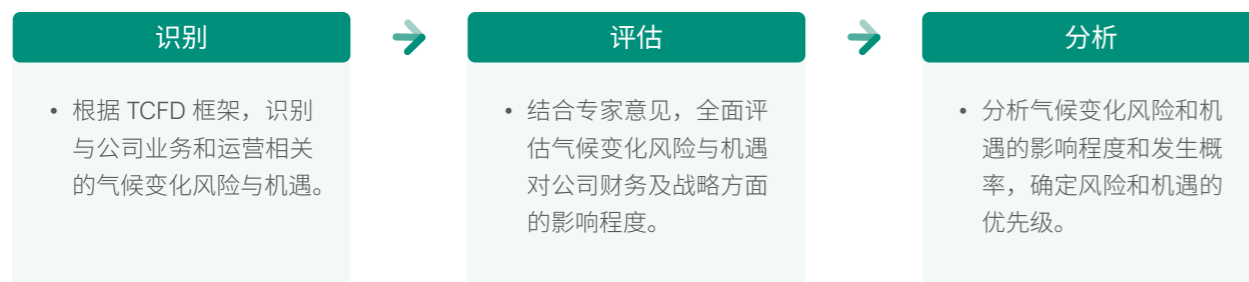 识别
• 根据 TCFD 框架，识别
与公司业务和运营相关
的气候变化风险与机遇。
评估
• 结合专家意见，全面评
估气候变化风险与机遇
对公司财务及战略方面
的影响程度。
分析
• 分析气候变化风险和机
遇的影响程度和发生概
率，确定风险和机遇的
优先级。